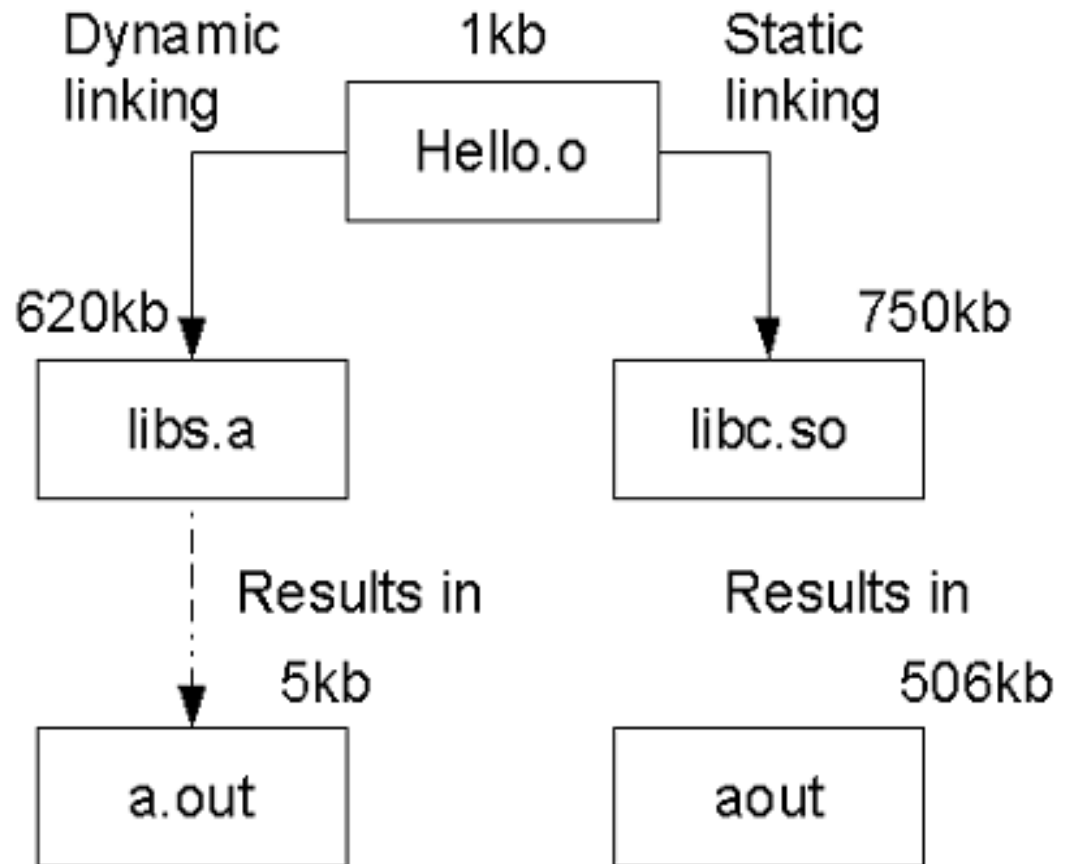 Dynamic
linking
1kb
Static
linking
Hello.o
620kb
750kb
libs.a
libc.so
Results in
Results in
5kb
506kb
a.out
aout